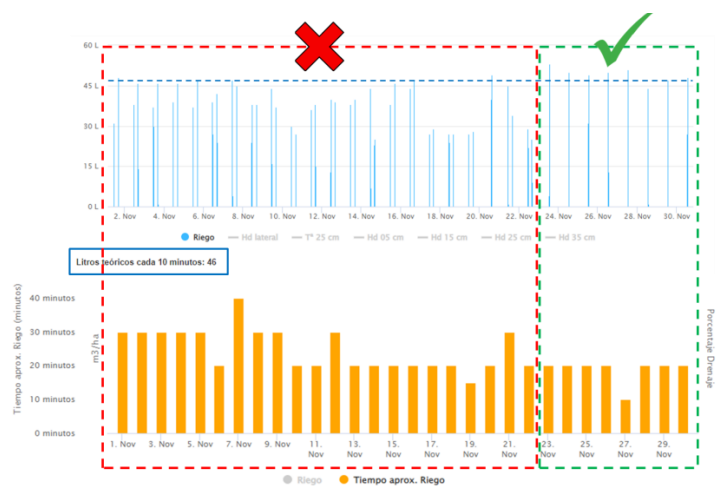 60 L
45 L
30 L
15 L
0 L
2. Nov 4. Nov 6. Nov 8. Nov 10. Nov 12. Nov 14. Nov 16. Nov 18. Nov 20. Nov 22. Nov 24. Nov 26. Nov 28. Nov 30. Nov
Riego Hd lateral Tª 25 cm Hd 05 cm Hd 15 cm Hd 25 cm Hd 35 cm
Litros teóricos cada 10 minutos: 46
Tiempo aprox. Riego (minutos)
40 minutos
30 minutos
20 minutos
10 minutos
0 minutos
m3/ha
Porcentaje Drenaje
1. Nov 3. Nov 5. Nov 7. Nov 9. Nov 11. Nov 13. Nov 15. Nov 17. Nov 19. Nov 21. Nov 23. Nov 25. Nov 27. Nov 29. Nov
Riego Tiempo aprox. Riego